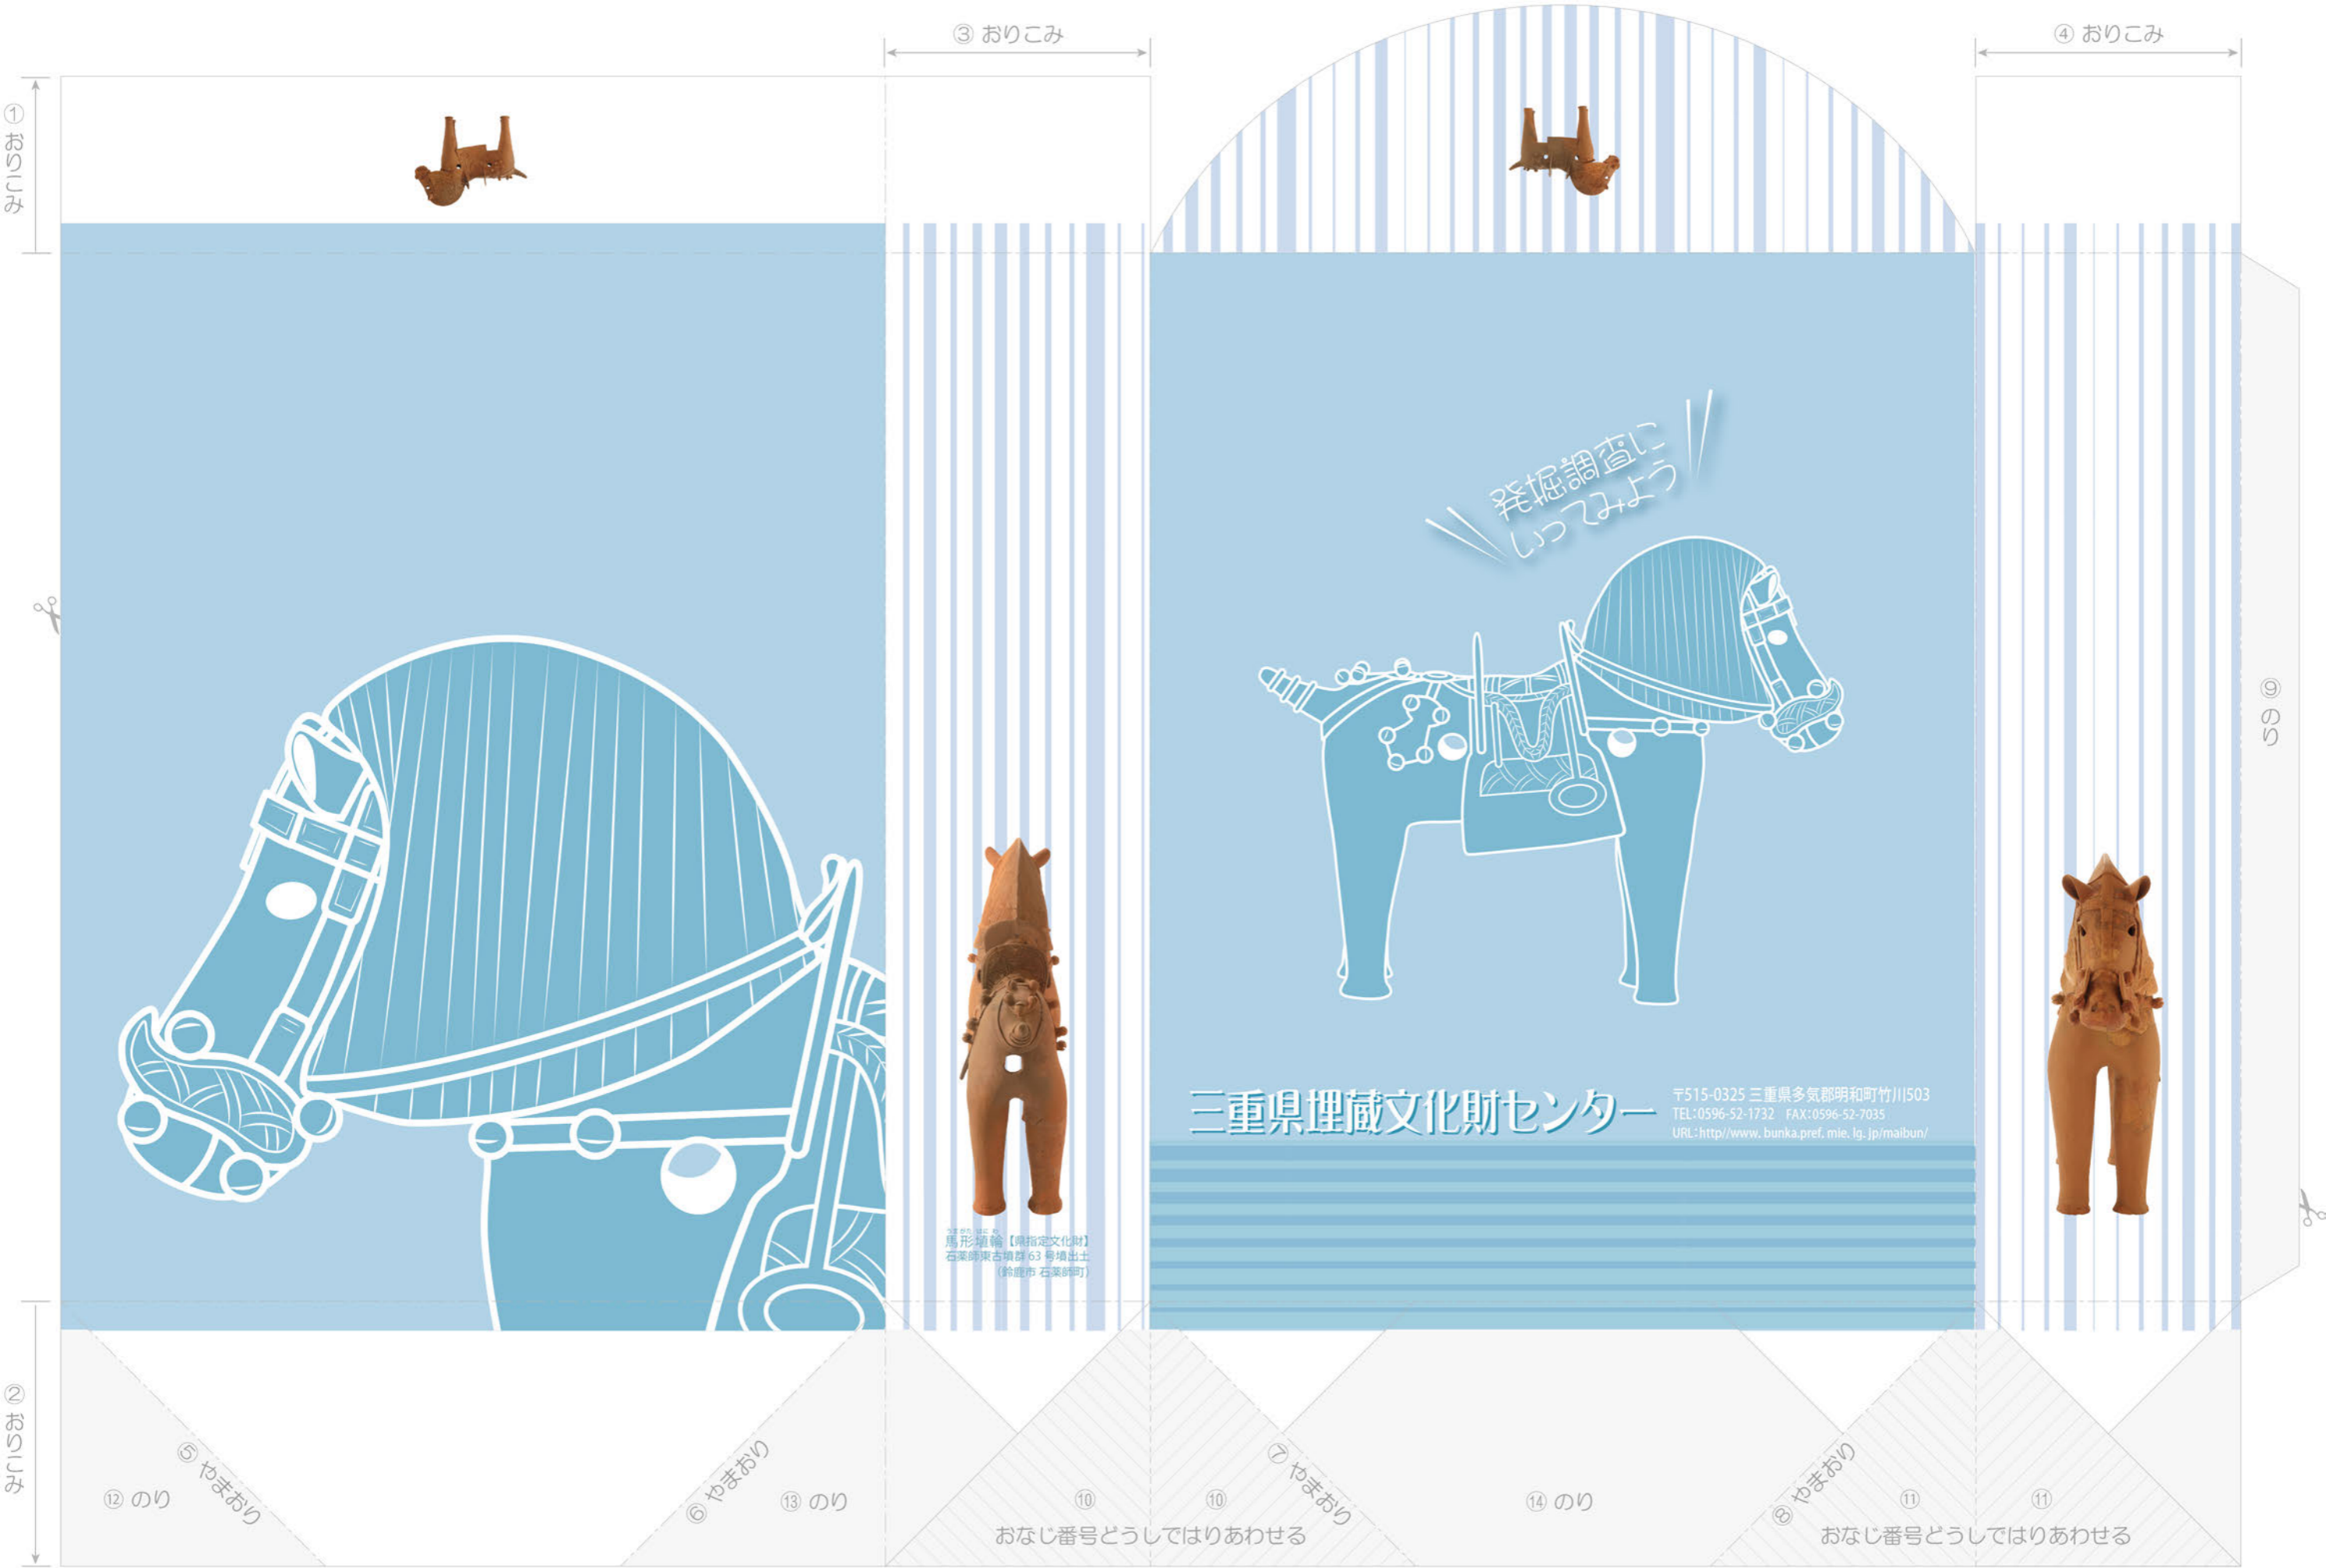 ③ おりこみ
④ おりこみ
① おりこみ
発掘調査に
いってみよう
⑨ のり
三重県埋蔵文化財センター
〒515-0325 三重県多気郡明和町竹川503
TEL:0596-52-1732 FAX:0596-52-7035
URL:http//www. bunka.pref. mie. lg. jp/maibun/
うまがた はに わ
馬形埴輪【県指定文化財】
石薬師東古墳群 63 号墳出土
（鈴鹿市 石薬師町）
② おりこみ
⑤ やまおり
⑥ やまおり
⑦ やまおり
⑧ やまおり
⑫ のり
⑬ のり
⑩
⑩
⑭ のり
⑪
⑪
おなじ番号どうしではりあわせる
おなじ番号どうしではりあわせる